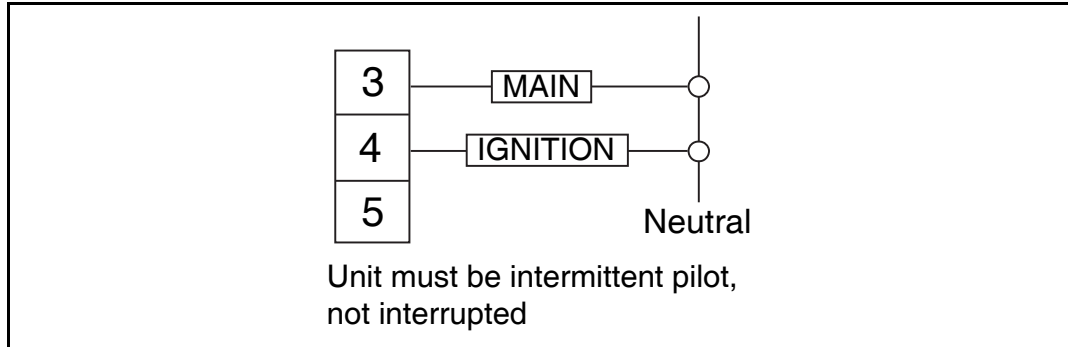 3 MAIN
4 IGNITION
5
Neutral
Unit must be intermittent pilot,
not interrupted